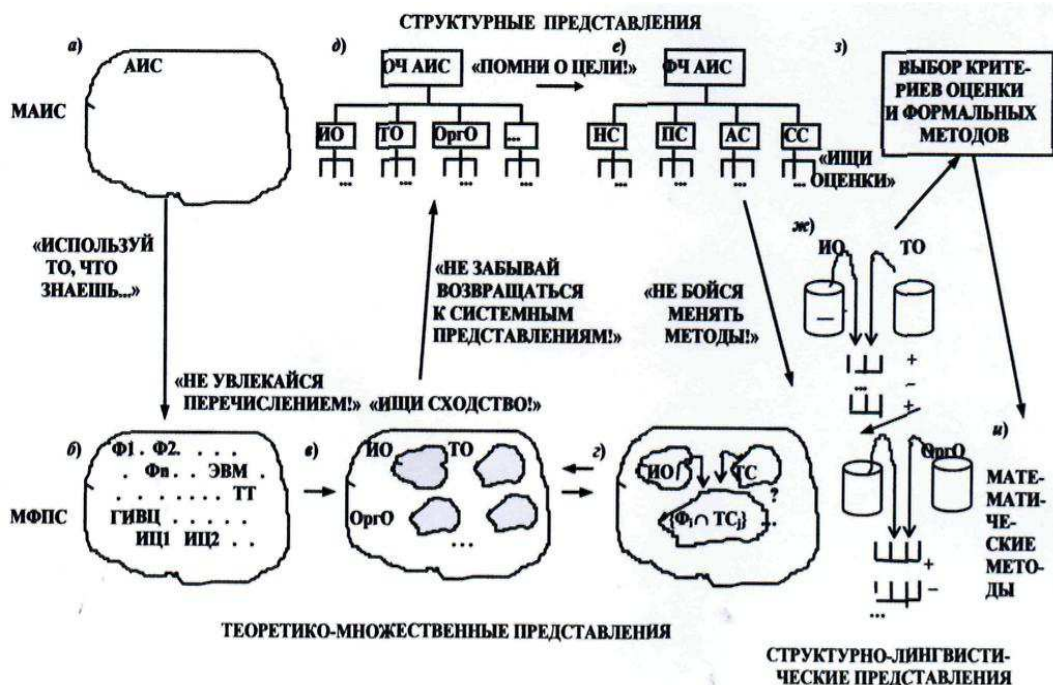 СТРУКТУРНЫЕ ПРЕДСТАВЛЕНИЯ
а)
д)
е)
з)
АИС
ОЧ АИС
«ПОМНИ О ЦЕЛИ!»
ФЧ АИС
ВЫБОР КРИТЕ-
РИЕВ ОЦЕНКИ
И ФОРМАЛЬНЫХ
МЕТОДОВ
МАИС
ИО
ТО
ОргО
...
НС
ПС
АС
СС
... ... ... ...
... ... ... ...
«ИЩИ
ОЦЕНКИ»
ж)
ИО
ТО
«ИСПОЛЬЗУЙ
ТО, ЧТО
ЗНАЕШЬ...»
«НЕ ЗАБЫВАЙ
ВОЗВРАЩАТЬСЯ
К СИСТЕМНЫМ
ПРЕДСТАВЛЕНИЯМ!»
«НЕ БОЙСЯ
МЕНЯТЬ
МЕТОДЫ!»
—
+
... –
+
«НЕ УВЛЕКАЙСЯ
ПЕРЕЧИСЛЕНИЕМ!»
«ИЩИ СХОДСТВО!»
б)
Ф1 . Ф2. . . . .
. Фn . . ЭВМ .
. . . . . . . ТТ
ГИВЦ . . . . .
ИЦ1 ИЦ2 . .
МФПС
в)
ИО
ТО
ОргО
...
г)
ИО
ТС
?
{Фi ∩ ТСj}
...
ОргО
+
–
...
и)
МАТЕ-
МАТИ-
ЧЕ-
СКИЕ
МЕТО-
ДЫ
ТЕОРЕТИКО-МНОЖЕСТВЕННЫЕ ПРЕДСТАВЛЕНИЯ
СТРУКТУРНО-ЛИНГВИСТИ-
ЧЕСКИЕ ПРЕДСТАВЛЕНИЯ